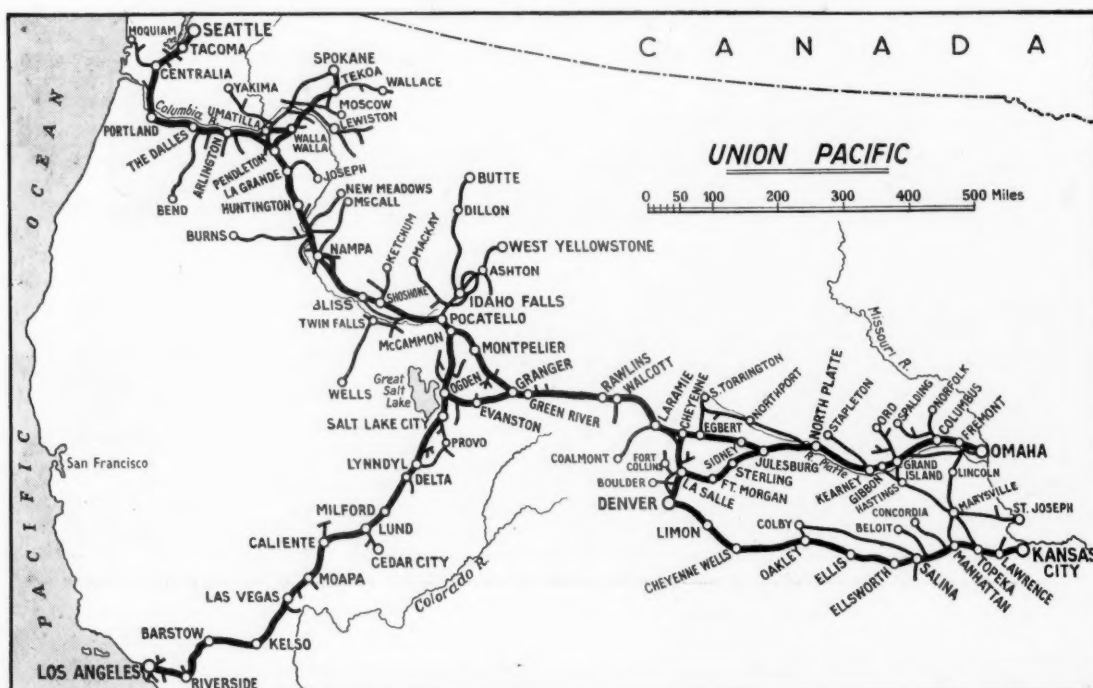 CANADA
PACIFIC OCEAN
UNION PACIFIC
0 50 100 200 300 400 500 Miles
MOQUIAM
SEATTLE
TACOMA
CENTRALIA
SPOKANE
TEKOA
WALLACE
YAKIMA
MOSCOW
UMATILLA
LEWISTON
Columbia R.
PORTLAND
WALLA WALLA
THE DALLES
ARLINGTON
PENDLETON
LA GRANDE
JOSEPH
BEND
HUNTINGTON
NEW MEADOWS
McCALL
BURNS
BUTTE
DILLON
NAMPA
KETCHUM
MACKAY
WEST YELLOWSTONE
ASHTON
BLISS
SHOSHONE
IDAHO FALLS
TWIN FALLS
POCATELLO
McCAMMON
MONTPELIER
WELLS
Great Salt Lake
OGDEN
GRANGER
GREEN RIVER
EVANSTON
RAWLINS
WALCOTT
LARAMIE
CHEYENNE
S. TORRINGTON
EGBERT
NORTHPORT
NORTH PLATTE
STAPLETON
ORD
SPALDING
NORFOLK
COLUMBUS
FREMONT
OMAHA
Missouri R.
SALT LAKE CITY
PROVO
COALMONT
FORT COLLINS
SIDNEY
JULESBURG
R. Platte
KEARNEY
GIBBON
GRAND ISLAND
HASTINGS
LINCOLN
BOULDER
LA SALLE
FT. MORGAN
STERLING
LYNNDYL
DELTA
DENVER
CONCORDIA
MARYSVILLE
ST. JOSEPH
San Francisco
MILFORD
LUND
LIMON
COLBY
BELOIT
CALIENTE
CEDAR CITY
CHEYENNE WELLS
OAKLEY
ELLIS
ELLSWORTH
SALINA
MANHATTAN
TOPEKA
LAWRENCE
KANSAS CITY
MOAPA
Colorado R.
LAS VEGAS
BARSTOW
KELSO
LOS ANGELES
RIVERSIDE